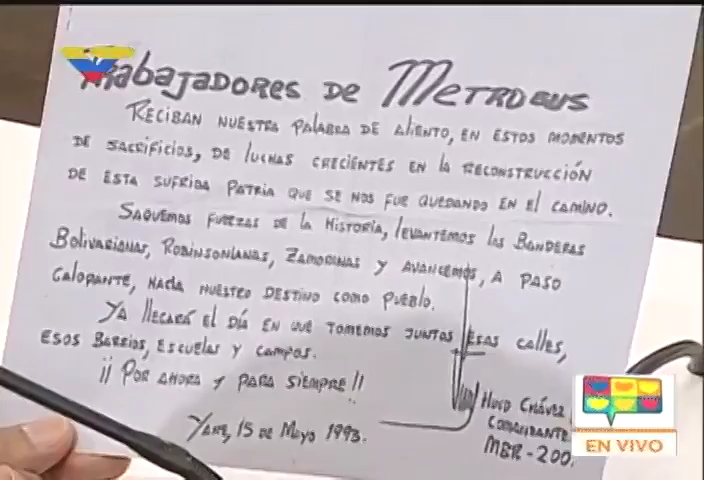 Trabajadores de Metrobus
Reciban nuestra palabra de aliento, en estos momentos
de sacrificios, de luchas crecientes en la reconstrucción
de esta sufrida patria que se nos fue quedando en el camino.
Saquemos fuerzas de la historia, levantemos las banderas
Bolivarianas, Robinsonianas, Zamoranas y avancemos, a paso
galopante, hacia nuestro destino como pueblo.
Ya llegará el día en que tomemos juntos esas calles,
esos barrios, escuelas y campos.
¡¡ Por ahora y para siempre !!
Yare, 15 de Mayo 1993.
Hugo Chávez
Comandante
MBR-200.
EN VIVO